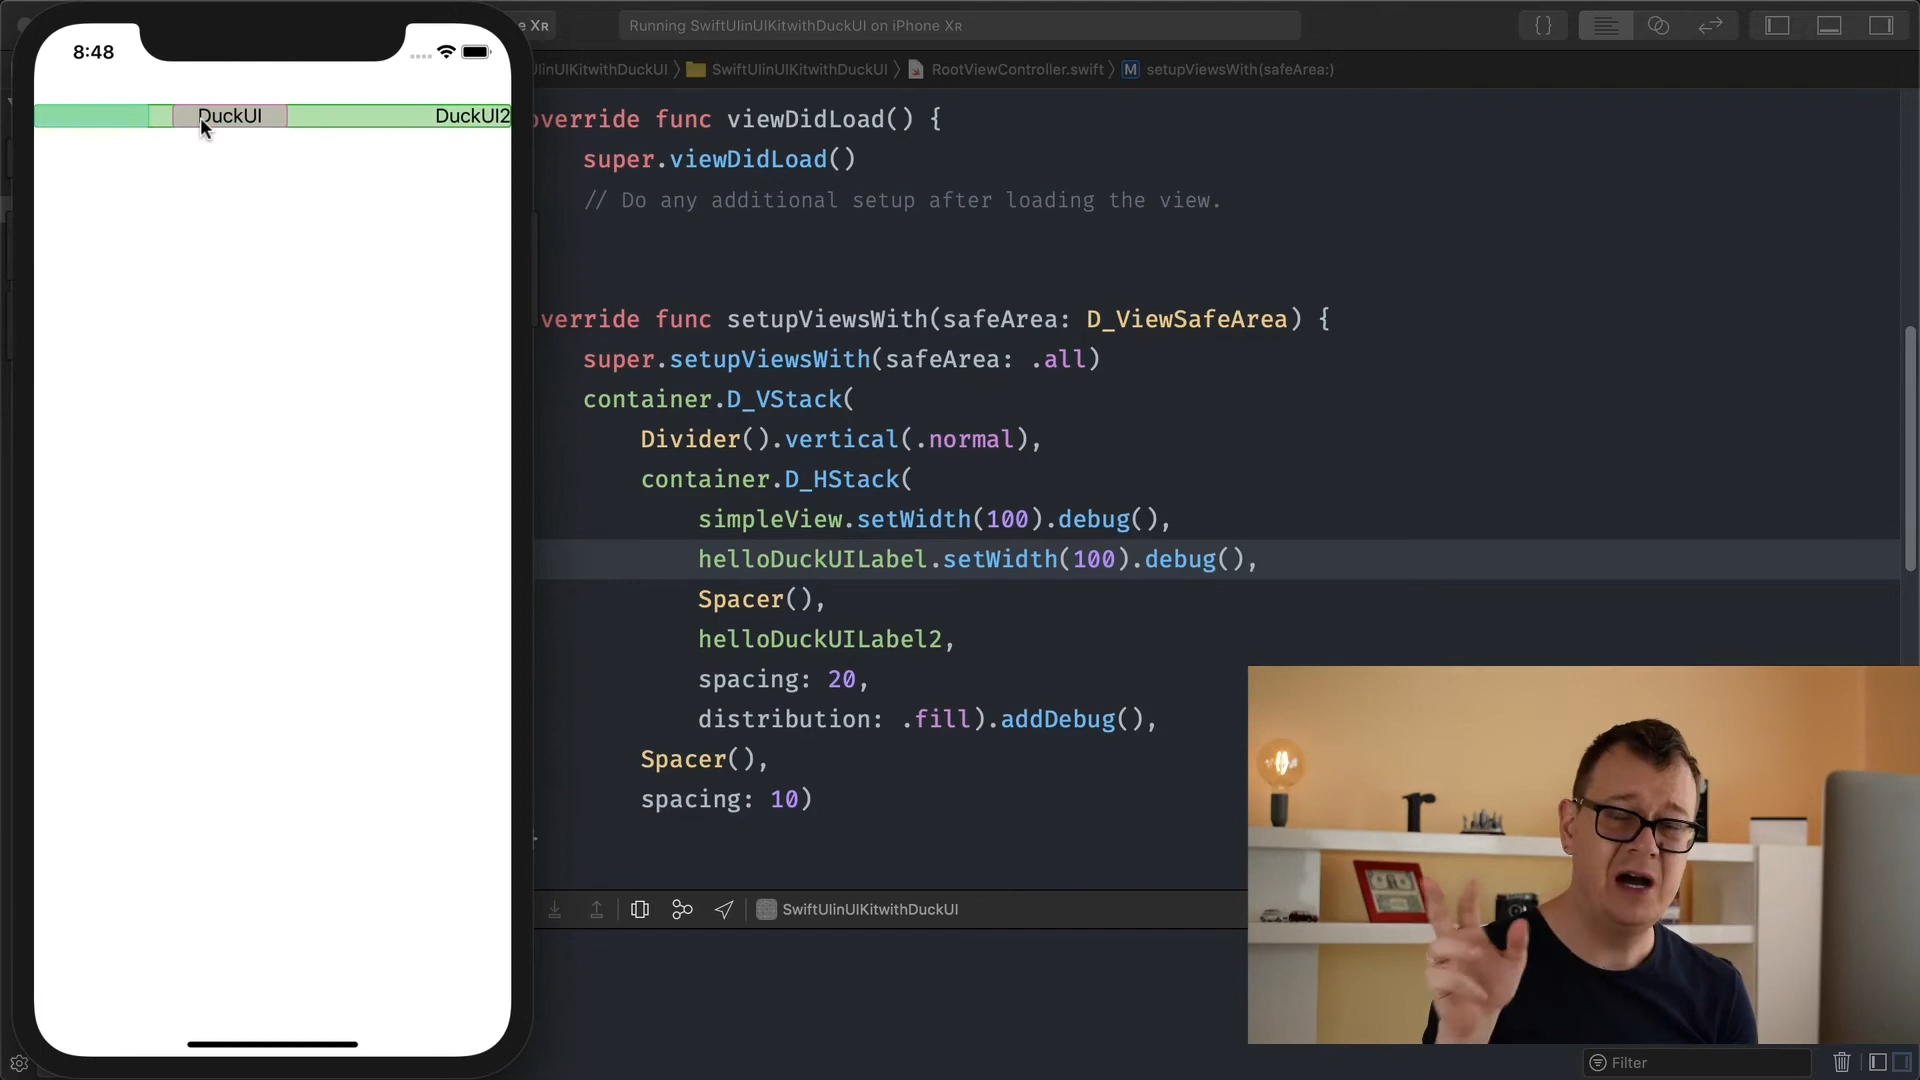 8:48
DuckUI
DuckUI2
Running SwiftUIinUIKitwithDuckUI on iPhone XR
SwiftUIinUIKitwithDuckUI
RootViewController.swift
M setupViewsWith(safeArea:)
func viewDidLoad() {
super.viewDidLoad()
// Do any additional setup after loading the view.
func setupViewsWith(safeArea: D_ViewSafeArea) {
super.setupViewsWith(safeArea: .all)
container.D_VStack(
Divider().vertical(.normal),
container.D_HStack(
simpleView.setWidth(100).debug(),
helloDuckUILabel.setWidth(100).debug(),
Spacer(),
helloDuckUILabel2,
spacing: 20,
distribution: .fill).addDebug(),
Spacer(),
spacing: 10)
SwiftUIinUIKitwithDuckUI
Filter